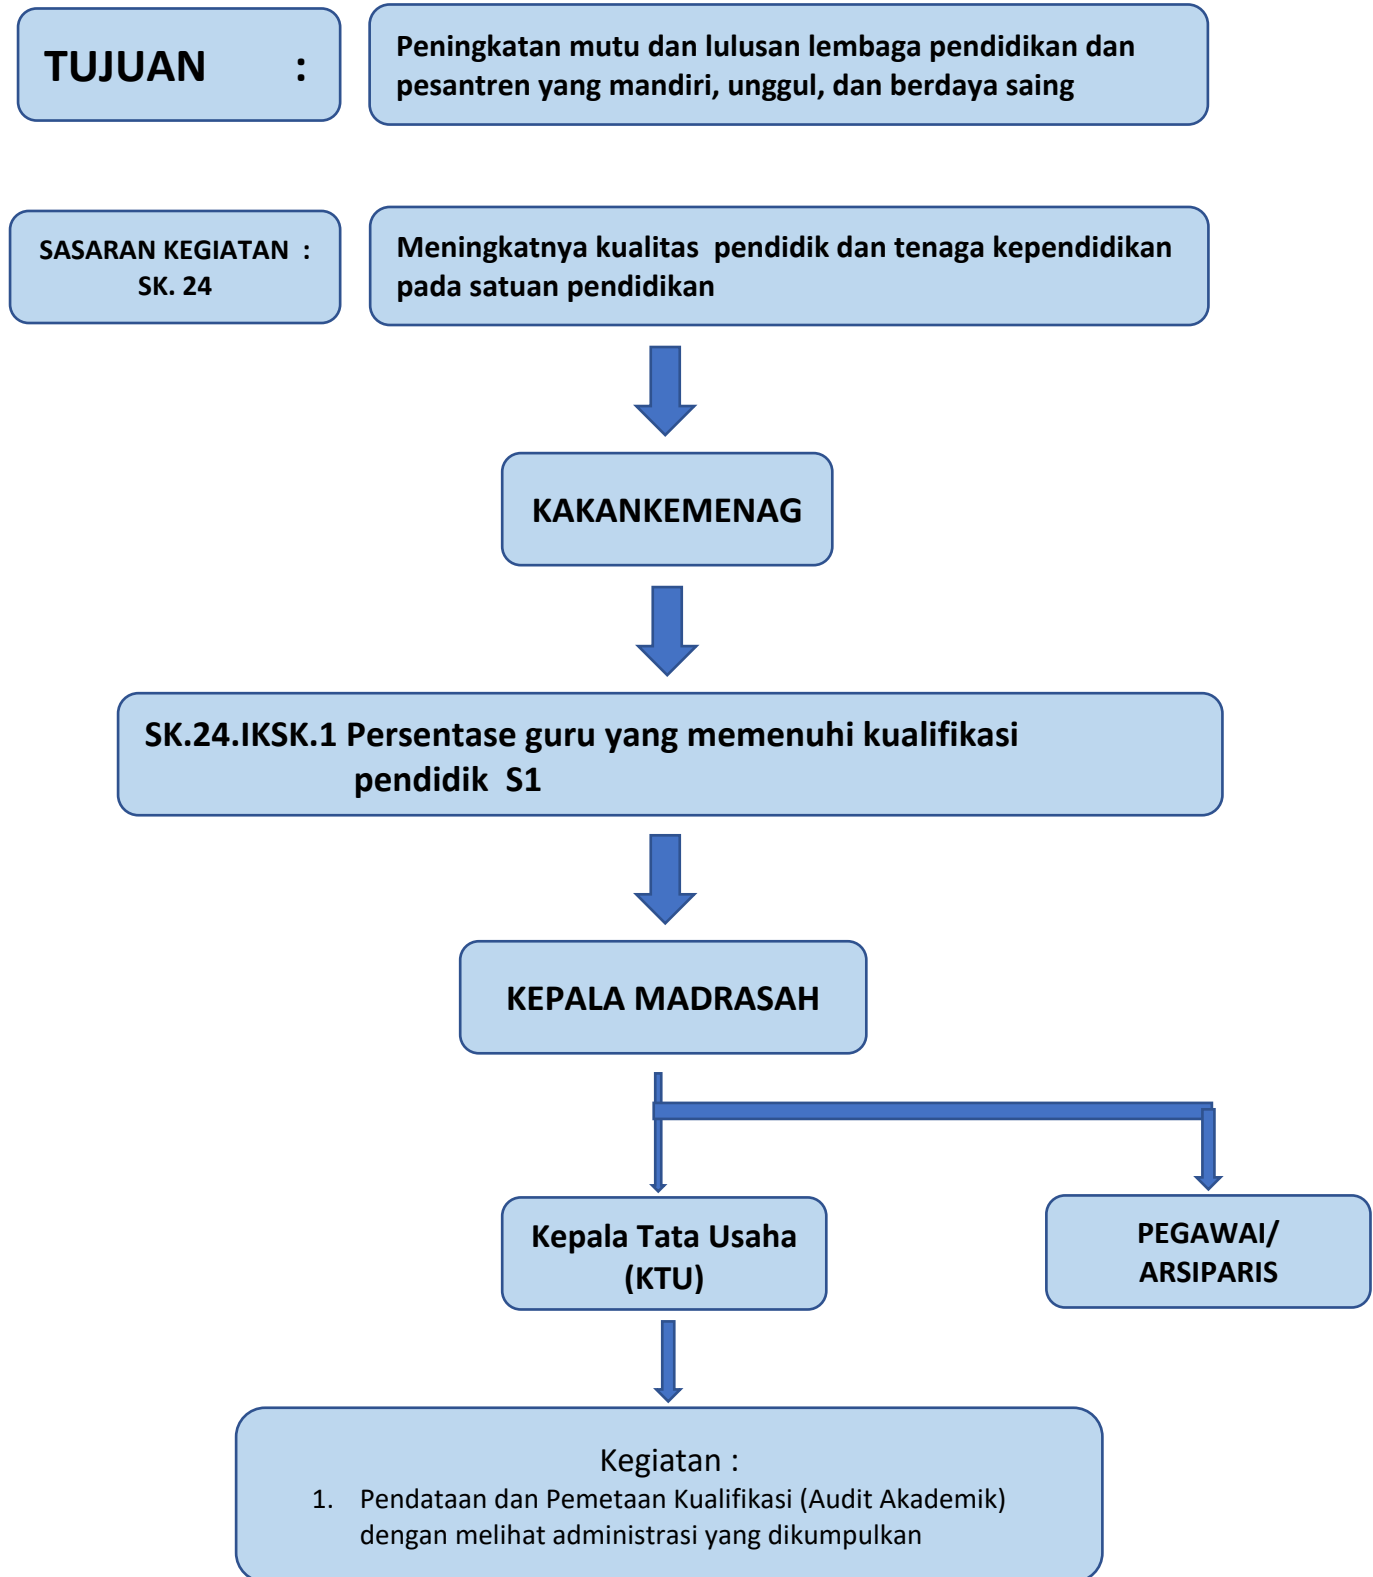 TUJUAN :
Peningkatan mutu dan lulusan lembaga pendidikan dan
pesantren yang mandiri, unggul, dan berdaya saing
SASARAN KEGIATAN :
SK. 24
Meningkatnya kualitas pendidik dan tenaga kependidikan
pada satuan pendidikan
KAKANKEMENAG
SK.24.IKSK.1 Persentase guru yang memenuhi kualifikasi
pendidik S1
KEPALA MADRASAH
Kepala Tata Usaha
(KTU)
PEGAWAI/
ARSIPARIS
Kegiatan :
1. Pendataan dan Pemetaan Kualifikasi (Audit Akademik)
dengan melihat administrasi yang dikumpulkan